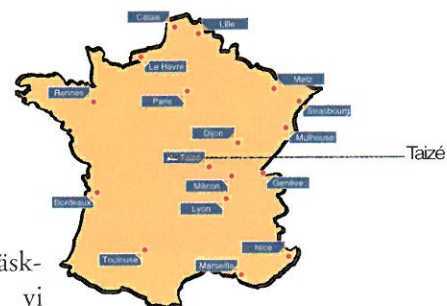 Calais
Lille
Le Havre
Metz
Rennes
Paris
Strasbourg
Dijon
Mulhouse
Taizé
Taizé
Genève
Mâcon
Bordeaux
Lyon
Nice
Toulouse
Marseille
äsk-
vi